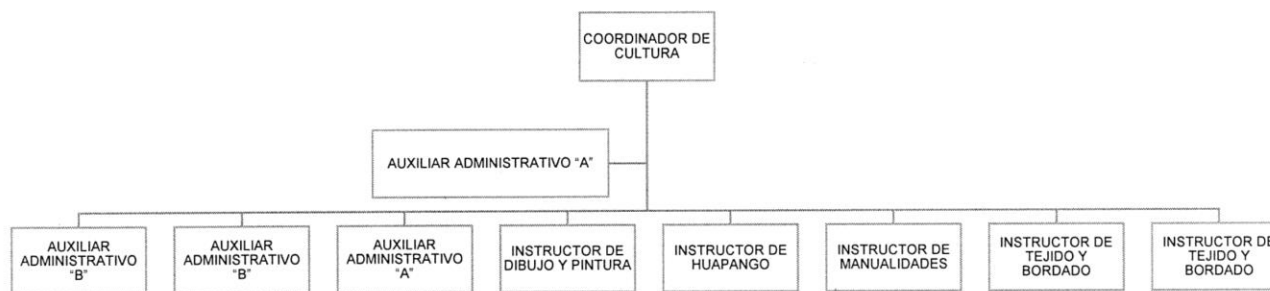 COORDINADOR DE
CULTURA
AUXILIAR ADMINISTRATIVO "A"
AUXILIAR
ADMINISTRATIVO
"B"
AUXILIAR
ADMINISTRATIVO
"B"
AUXILIAR
ADMINISTRATIVO
"A"
INSTRUCTOR DE
DIBUJO Y PINTURA
INSTRUCTOR DE
HUAPANGO
INSTRUCTOR DE
MANUALIDADES
INSTRUCTOR DE
TEJIDO Y
BORDADO
INSTRUCTOR DE
TEJIDO Y
BORDADO